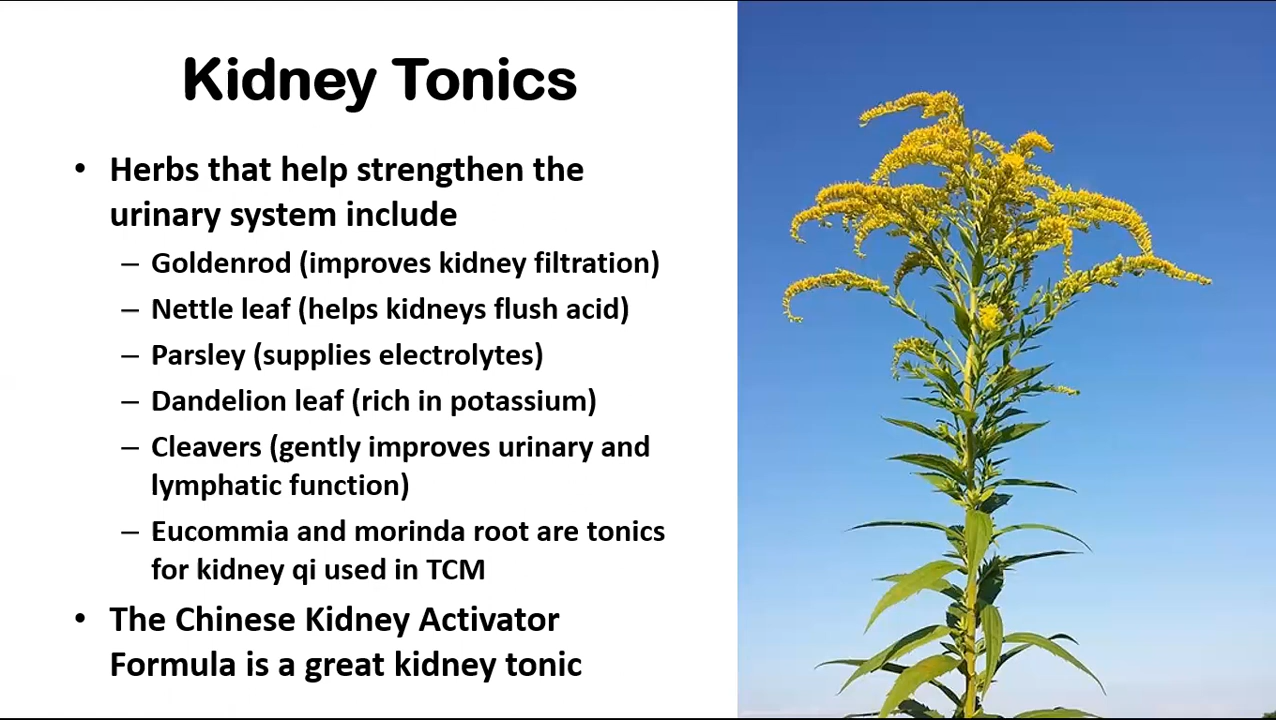 Kidney Tonics
• Herbs that help strengthen the
urinary system include
– Goldenrod (improves kidney filtration)
– Nettle leaf (helps kidneys flush acid)
– Parsley (supplies electrolytes)
– Dandelion leaf (rich in potassium)
– Cleavers (gently improves urinary and
lymphatic function)
– Eucommia and morinda root are tonics
for kidney qi used in TCM
• The Chinese Kidney Activator
Formula is a great kidney tonic